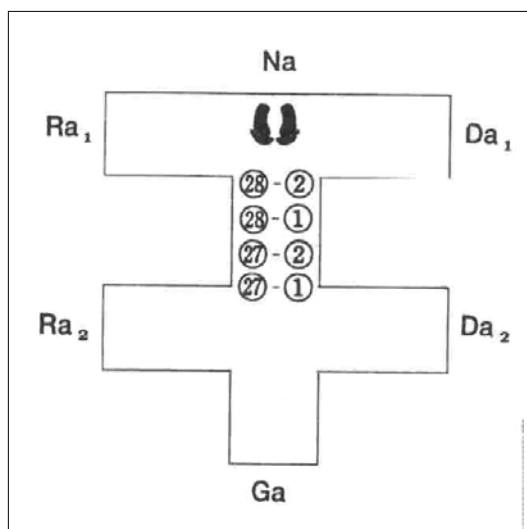 Na
Ra₁ Da₁
㉘ - ②
㉘ - ①
㉗ - ②
㉗ - ①
Ra₂ Da₂
Ga